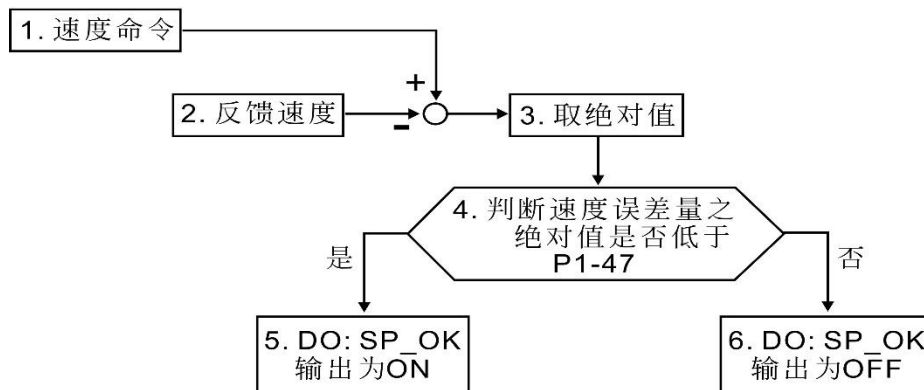 1. 速度命令
+
2. 反馈速度
-
3. 取绝对值
4. 判断速度误差量之
绝对值是否低于
P1-47
是
否
5. DO: SP_OK
输出为ON
6. DO: SP_OK
输出为OFF